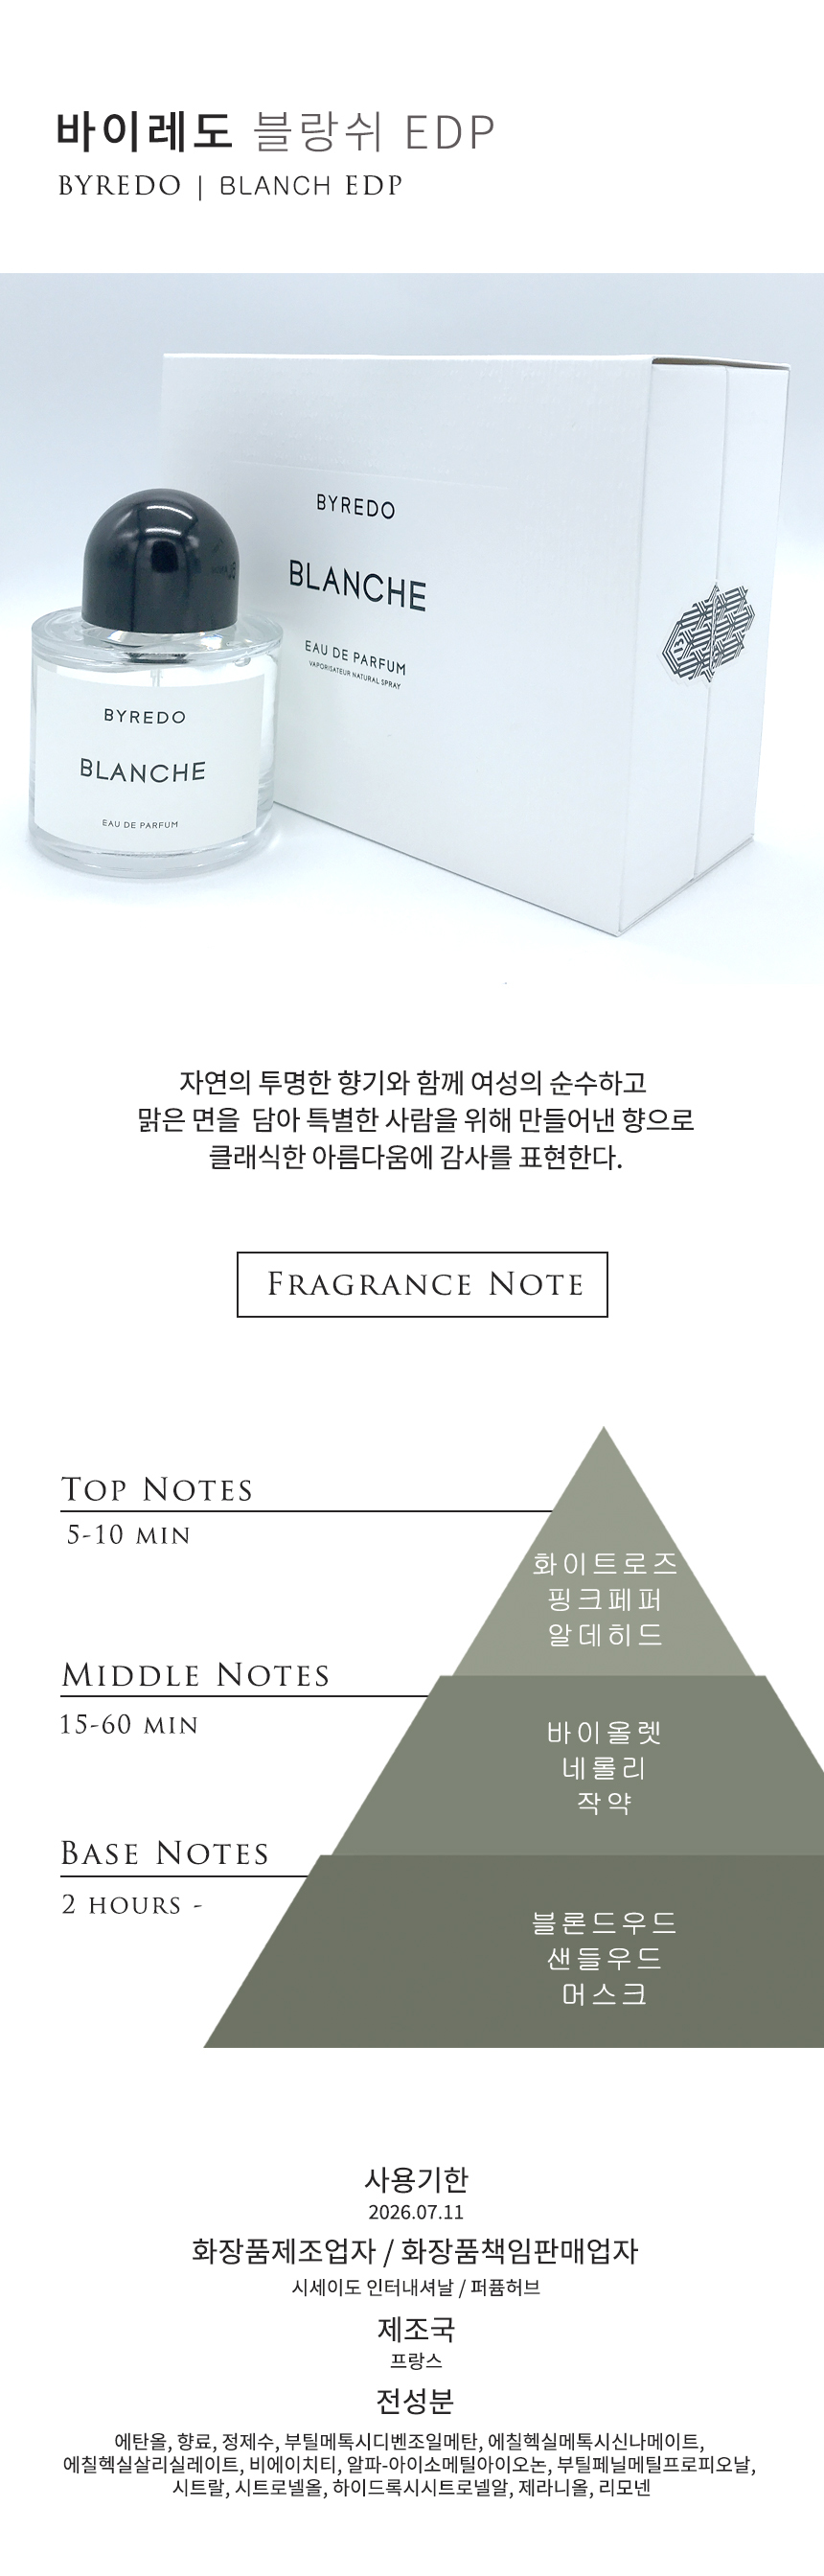 바이레도 블랑쉬 EDP
BYREDO | BLANCH EDP
BYREDO
BLANCHE
EAU DE PARFUM
VAPORISATEUR NATURAL SPRAY
BYREDO
BLANCHE
EAU DE PARFUM
자연의 투명한 향기와 함께 여성의 순수하고
맑은 면을 담아 특별한 사람을 위해 만들어낸 향으로
클래식한 아름다움에 감사를 표현한다.
FRAGRANCE NOTE
TOP NOTES
5-10 MIN
화이트로즈
핑크페퍼
알데히드
MIDDLE NOTES
15-60 MIN
바이올렛
네롤리
작약
BASE NOTES
2 HOURS -
블론드우드
샌들우드
머스크
사용기한
2026.07.11
화장품제조업자 / 화장품책임판매업자
시세이도 인터내셔날 / 퍼퓸허브
제조국
프랑스
전성분
에탄올, 향료, 정제수, 부틸메톡시디벤조일메탄, 에칠헥실메톡시신나메이트,
에칠헥실살리실레이트, 비에이치티, 알파-아이소메틸아이오논, 부틸페닐메틸프로피오날,
시트랄, 시트로넬올, 하이드록시시트로넬알, 제라니올, 리모넨